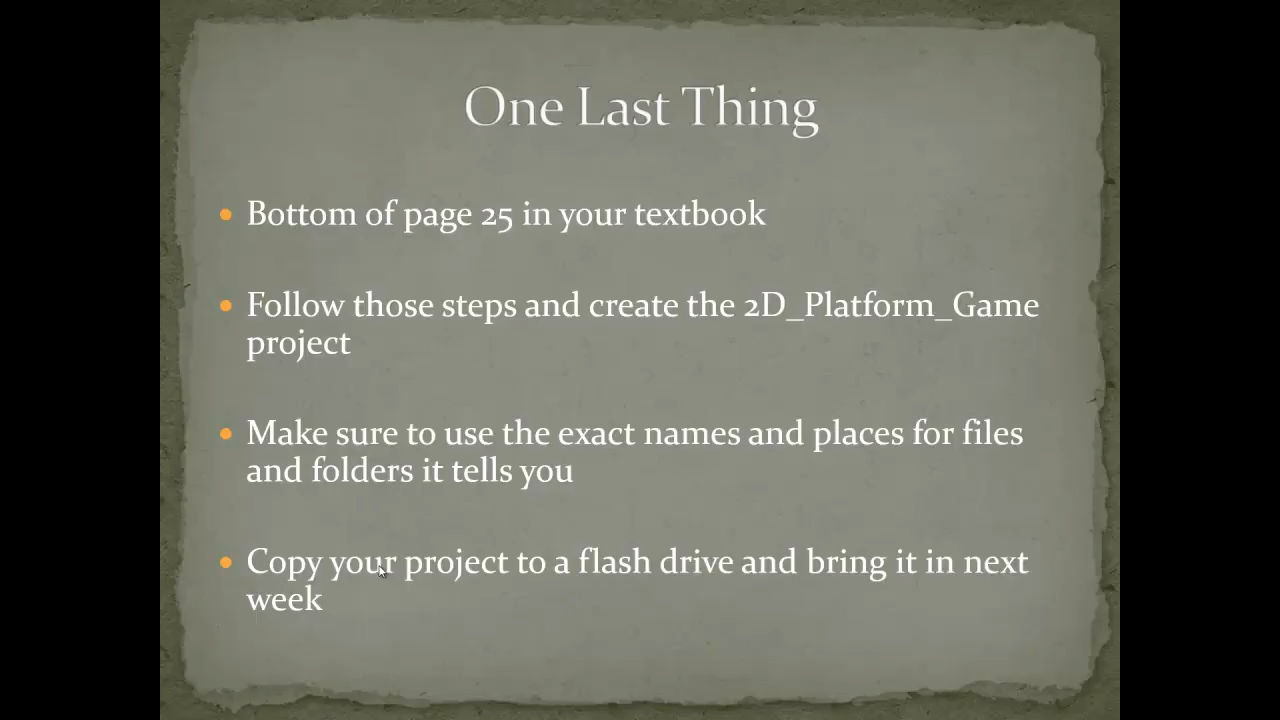 One Last Thing
• Bottom of page 25 in your textbook
• Follow those steps and create the 2D_Platform_Game
project
• Make sure to use the exact names and places for files
and folders it tells you
• Copy your project to a flash drive and bring it in next
week